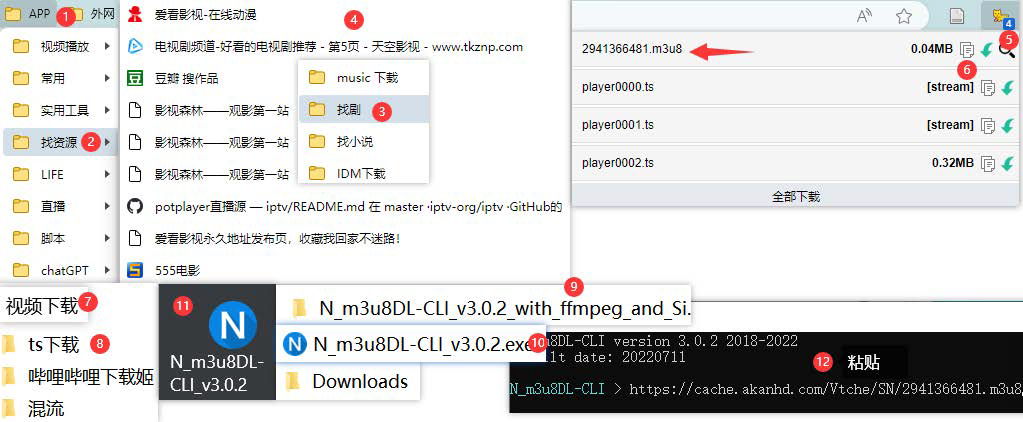 APP
1
外网
视频播放
常用
实用工具
找资源
2
LIFE
直播
脚本
chatGPT
爱看影视-在线动漫
4
电视剧频道-好看的电视剧推荐 - 第5页 - 天空影视 - www.tkznp.com
豆瓣 搜作品
影视森林——观影第一站
影视森林——观影第一站
影视森林——观影第一站
potplayer直播源 — iptv/README.md 在 master ·iptv-org/iptv ·GitHub的
爱看影视永久地址发布页，收藏我回家不迷路！
555电影
music 下载
找剧
3
找小说
IDM下载
A))
4
5
2941366481.m3u8
0.04MB
6
player0000.ts
[stream]
player0001.ts
[stream]
player0002.ts
0.32MB
全部下载
视频下载
7
ts下载
8
哔哩哔哩下载姬
混流
11
N
N_m3u8DL-
CLI_v3.0.2
9
N_m3u8DL-CLI_v3.0.2_with_ffmpeg_and_Si.
N
N_m3u8DL-CLI_v3.0.2.exe
10
Downloads
u8DL-CLI version 3.0.2 2018-2022
lt date: 20220711
12
粘贴
N_m3u8DL-CLI > https://cache.akanhd.com/Vtche/SN/2941366481.m3u8